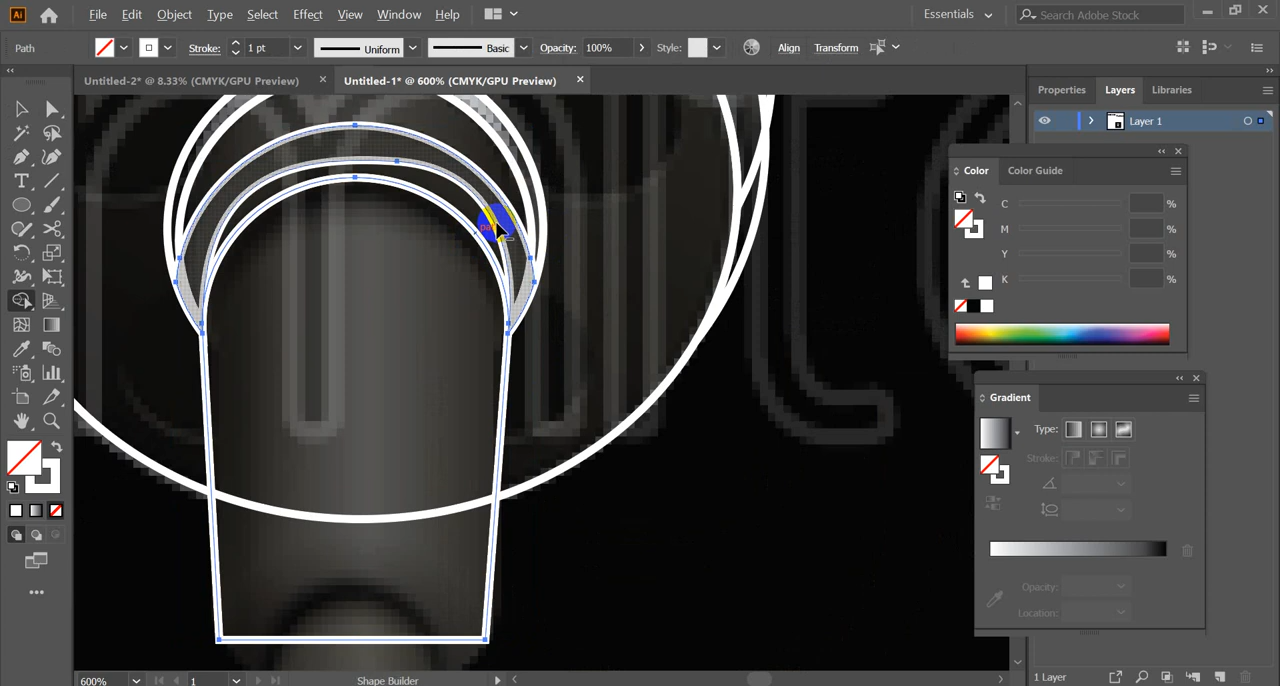 Ai File Edit Object Type Select Effect View Window Help Essentials Search Adobe Stock
Path Stroke: 1 pt Uniform Basic Opacity: 100% Style: Align Transform
Untitled-2* @ 8.33% (CMYK/GPU Preview) × Untitled-1* @ 600% (CMYK/GPU Preview) ×
Properties Layers Libraries
Layer 1
Color Color Guide
C %
M %
Y %
K %
Gradient
Type:
Stroke:
Opacity:
Location:
600% 1 Shape Builder 1 Layer